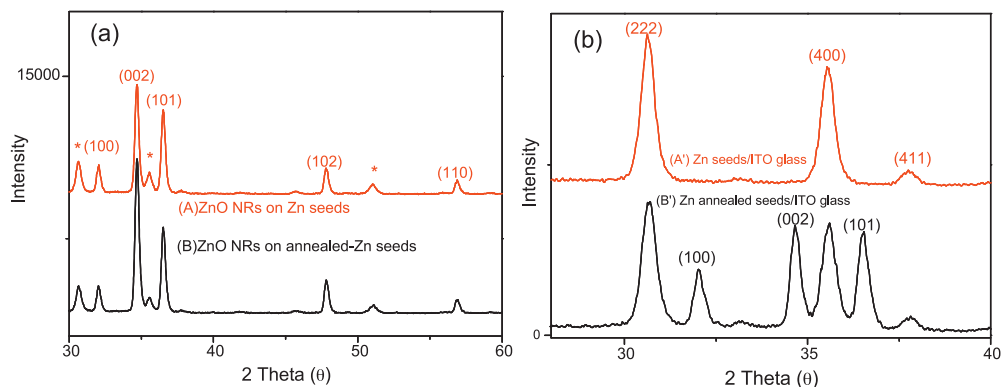 (a)
15000
(002)
(101)
*
(100)
*
(102)
*
(110)
(A)ZnO NRs on Zn seeds
(B)ZnO NRs on annealed-Zn seeds
Intensity
30
40
50
60
2 Theta (θ)
(b)
(222)
(400)
(411)
(A') Zn seeds/ITO glass
(B') Zn annealed seeds/ITO glass
(002)
(101)
(100)
Intensity
0
30
35
40
2 Theta (θ)